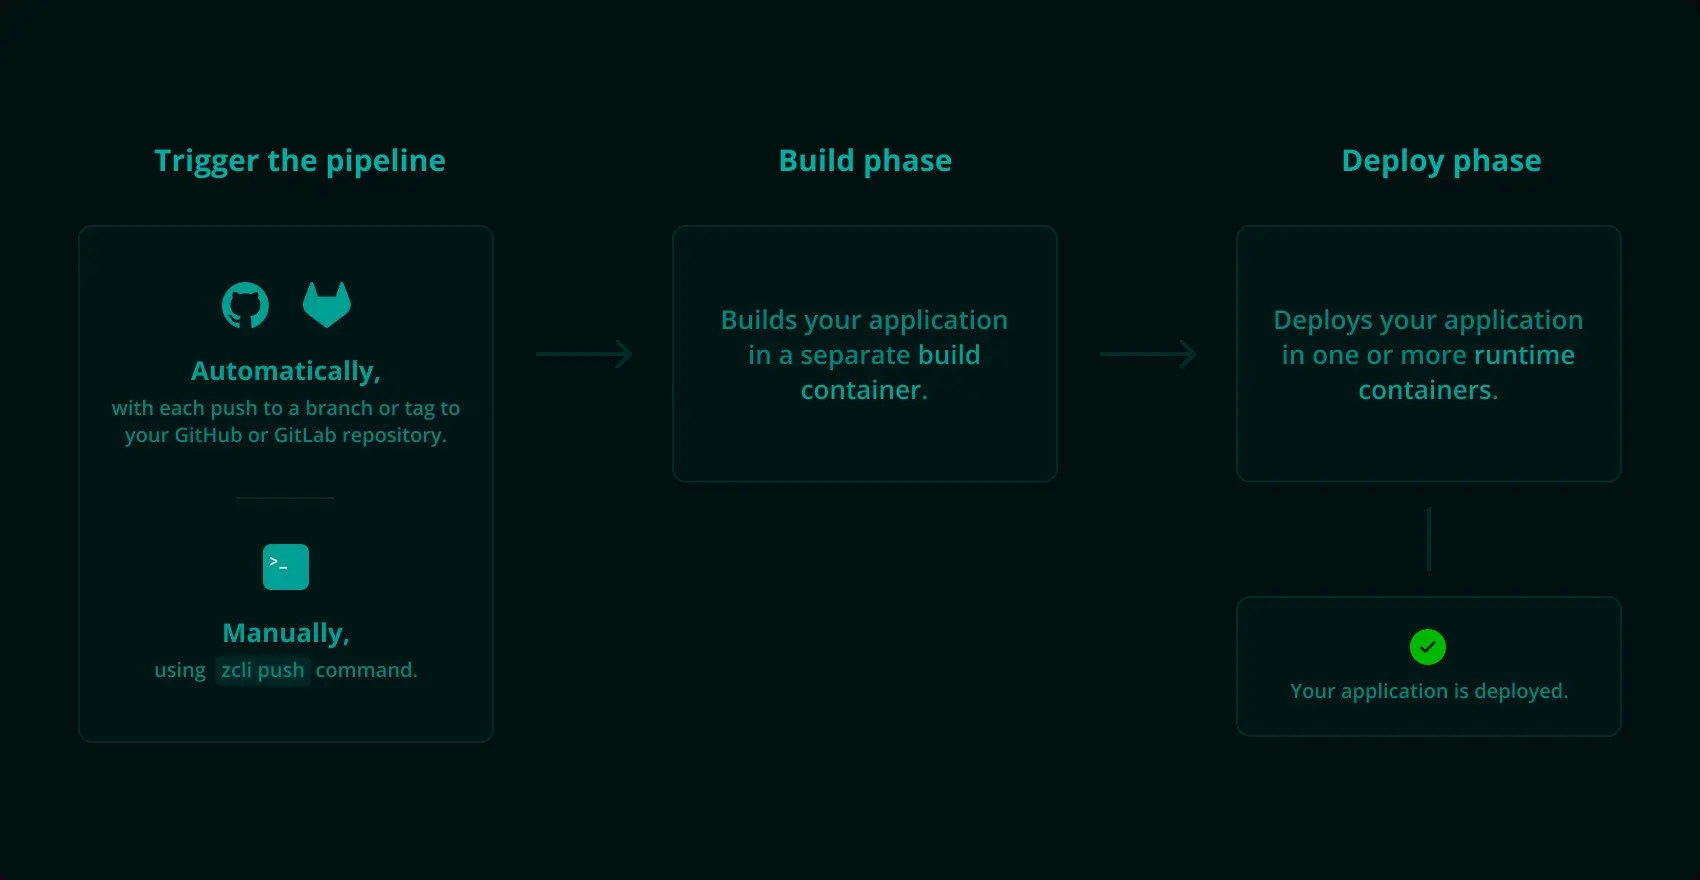 Trigger the pipeline
Automatically,
with each push to a branch or tag to
your GitHub or GitLab repository.
>_
Manually,
using zcli push command.
Build phase
Builds your application
in a separate build
container.
Deploy phase
Deploys your application
in one or more runtime
containers.
Your application is deployed.